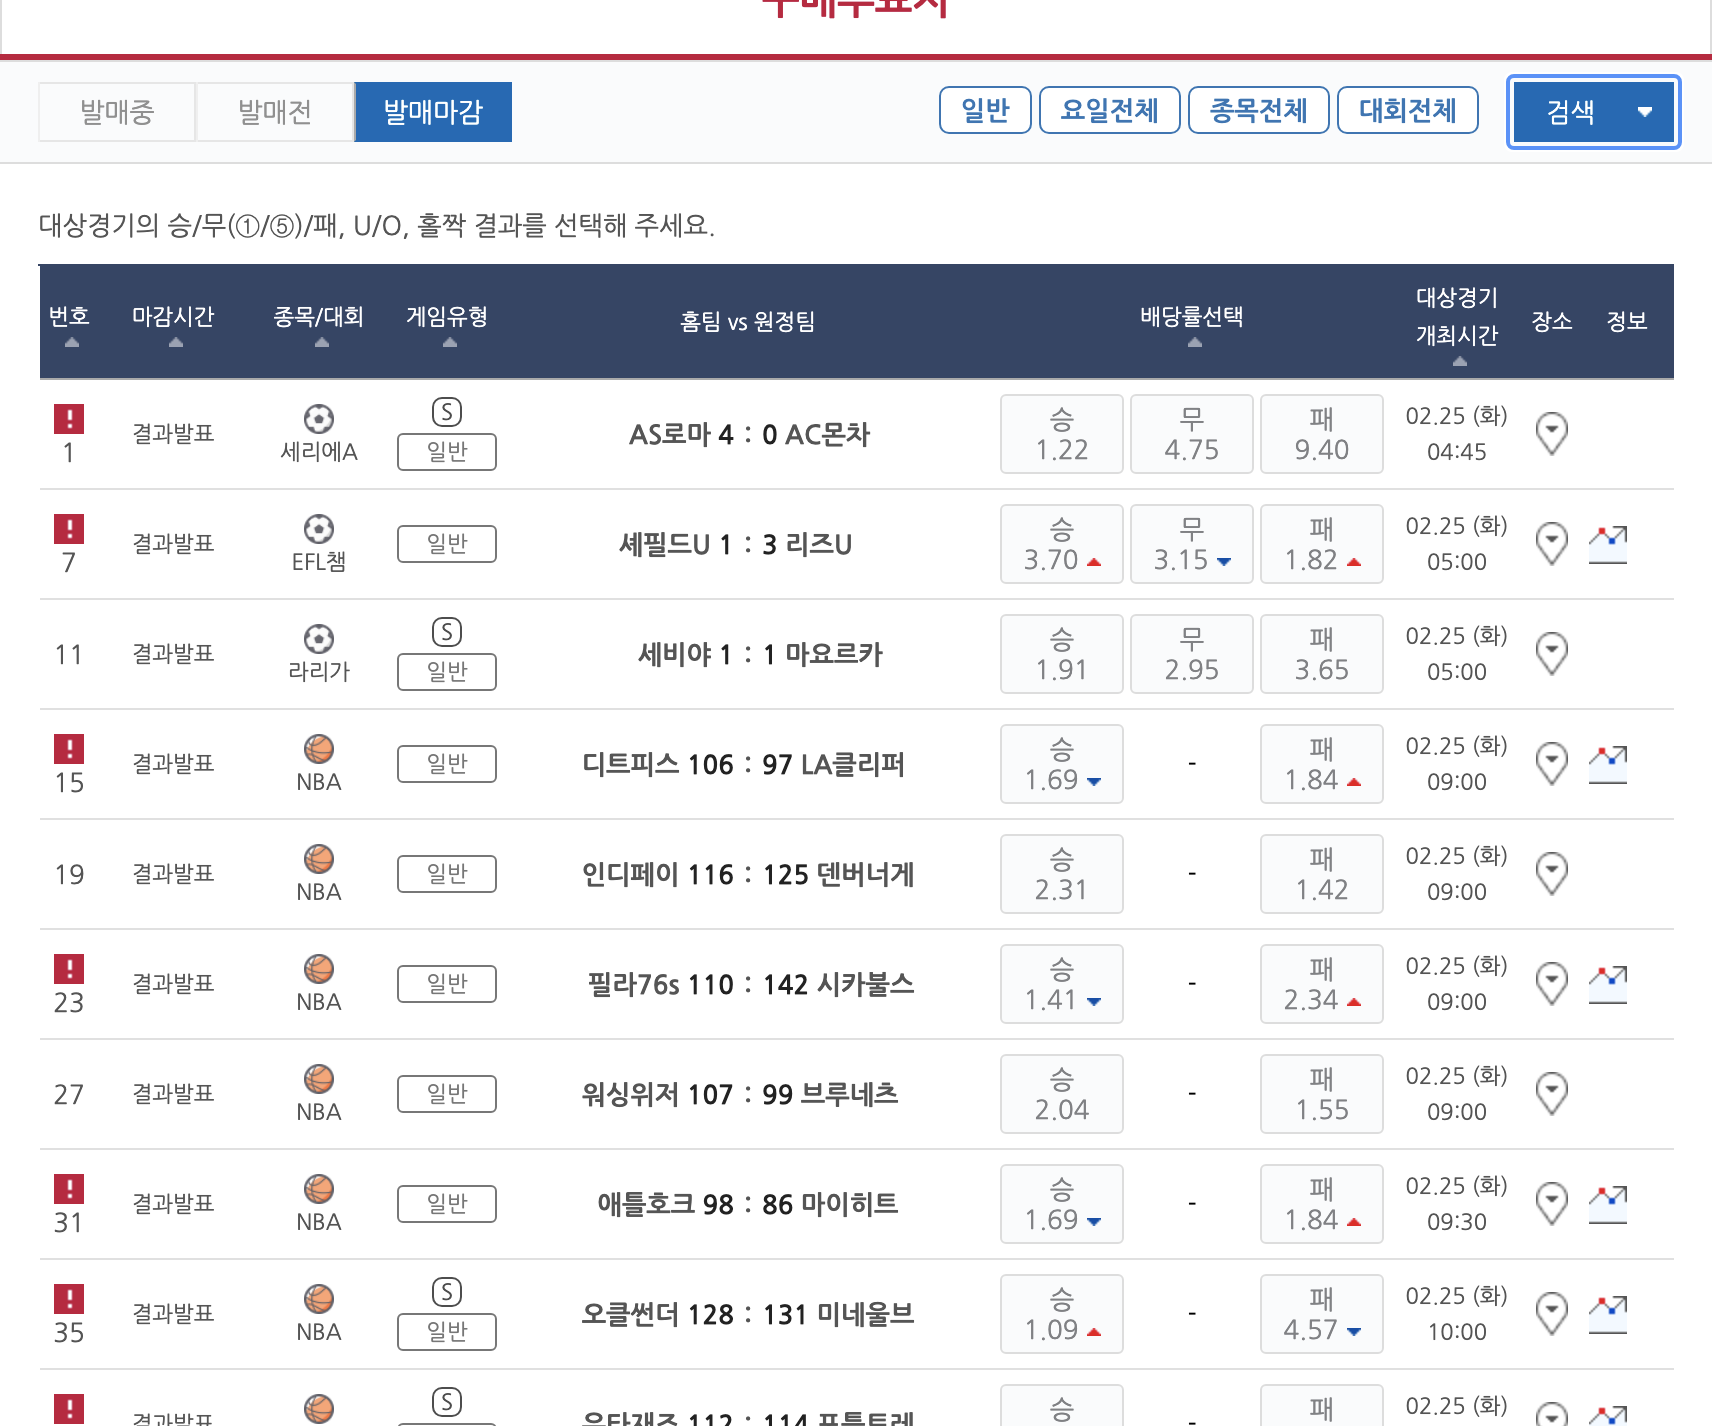 구매투표지
발매중 발매전 발매마감 일반 요일전체 종목전체 대회전체 검색
대상경기의 승/무(①/⑤)/패, U/O, 홀짝 결과를 선택해 주세요.
번호 마감시간 종목/대회 게임유형 홈팀 vs 원정팀 배당률선택 대상경기 개최시간 장소 정보
1 결과발표 세리에A S 일반 AS로마 4 : 0 AC몬차 승 1.22 무 4.75 패 9.40 02.25 (화) 04:45
7 결과발표 EFL챔 일반 셰필드U 1 : 3 리즈U 승 3.70 무 3.15 패 1.82 02.25 (화) 05:00
11 결과발표 라리가 S 일반 세비야 1 : 1 마요르카 승 1.91 무 2.95 패 3.65 02.25 (화) 05:00
15 결과발표 NBA 일반 디트피스 106 : 97 LA클리퍼 승 1.69 - 패 1.84 02.25 (화) 09:00
19 결과발표 NBA 일반 인디페이 116 : 125 덴버너게 승 2.31 - 패 1.42 02.25 (화) 09:00
23 결과발표 NBA 일반 필라76s 110 : 142 시카불스 승 1.41 - 패 2.34 02.25 (화) 09:00
27 결과발표 NBA 일반 워싱위저 107 : 99 브루네츠 승 2.04 - 패 1.55 02.25 (화) 09:00
31 결과발표 NBA 일반 애틀호크 98 : 86 마이히트 승 1.69 - 패 1.84 02.25 (화) 09:30
35 결과발표 NBA S 일반 오클썬더 128 : 131 미네울브 승 1.09 - 패 4.57 02.25 (화) 10:00
결과발표 S 유타재즈 112 : 114 포틀트레 승 - 패 02.25 (화)